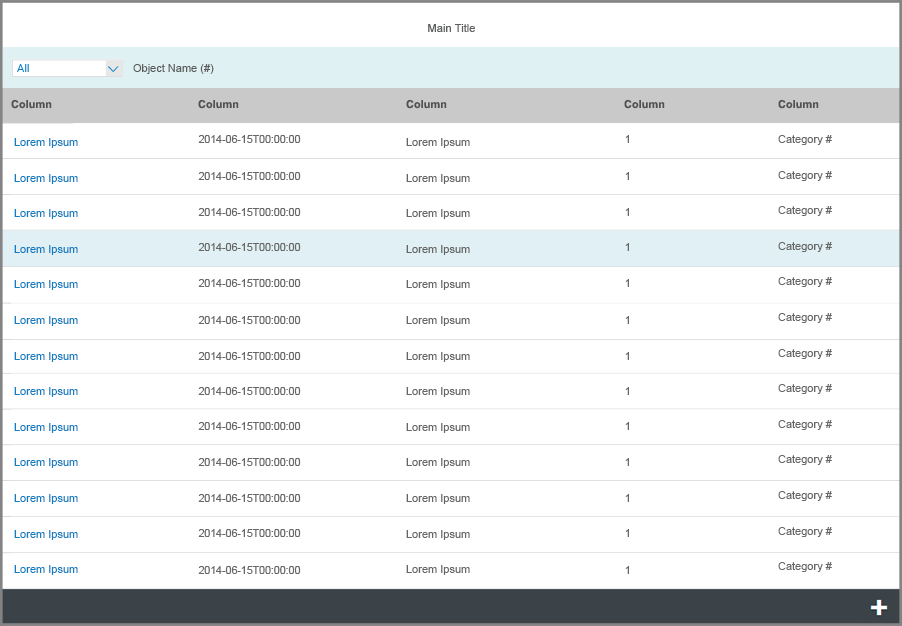 Main Title
All Object Name (#)
Column Column Column Column Column
Lorem Ipsum 2014-06-15T00:00:00 Lorem Ipsum 1 Category #
Lorem Ipsum 2014-06-15T00:00:00 Lorem Ipsum 1 Category #
Lorem Ipsum 2014-06-15T00:00:00 Lorem Ipsum 1 Category #
Lorem Ipsum 2014-06-15T00:00:00 Lorem Ipsum 1 Category #
Lorem Ipsum 2014-06-15T00:00:00 Lorem Ipsum 1 Category #
Lorem Ipsum 2014-06-15T00:00:00 Lorem Ipsum 1 Category #
Lorem Ipsum 2014-06-15T00:00:00 Lorem Ipsum 1 Category #
Lorem Ipsum 2014-06-15T00:00:00 Lorem Ipsum 1 Category #
Lorem Ipsum 2014-06-15T00:00:00 Lorem Ipsum 1 Category #
Lorem Ipsum 2014-06-15T00:00:00 Lorem Ipsum 1 Category #
Lorem Ipsum 2014-06-15T00:00:00 Lorem Ipsum 1 Category #
Lorem Ipsum 2014-06-15T00:00:00 Lorem Ipsum 1 Category #
Lorem Ipsum 2014-06-15T00:00:00 Lorem Ipsum 1 Category #